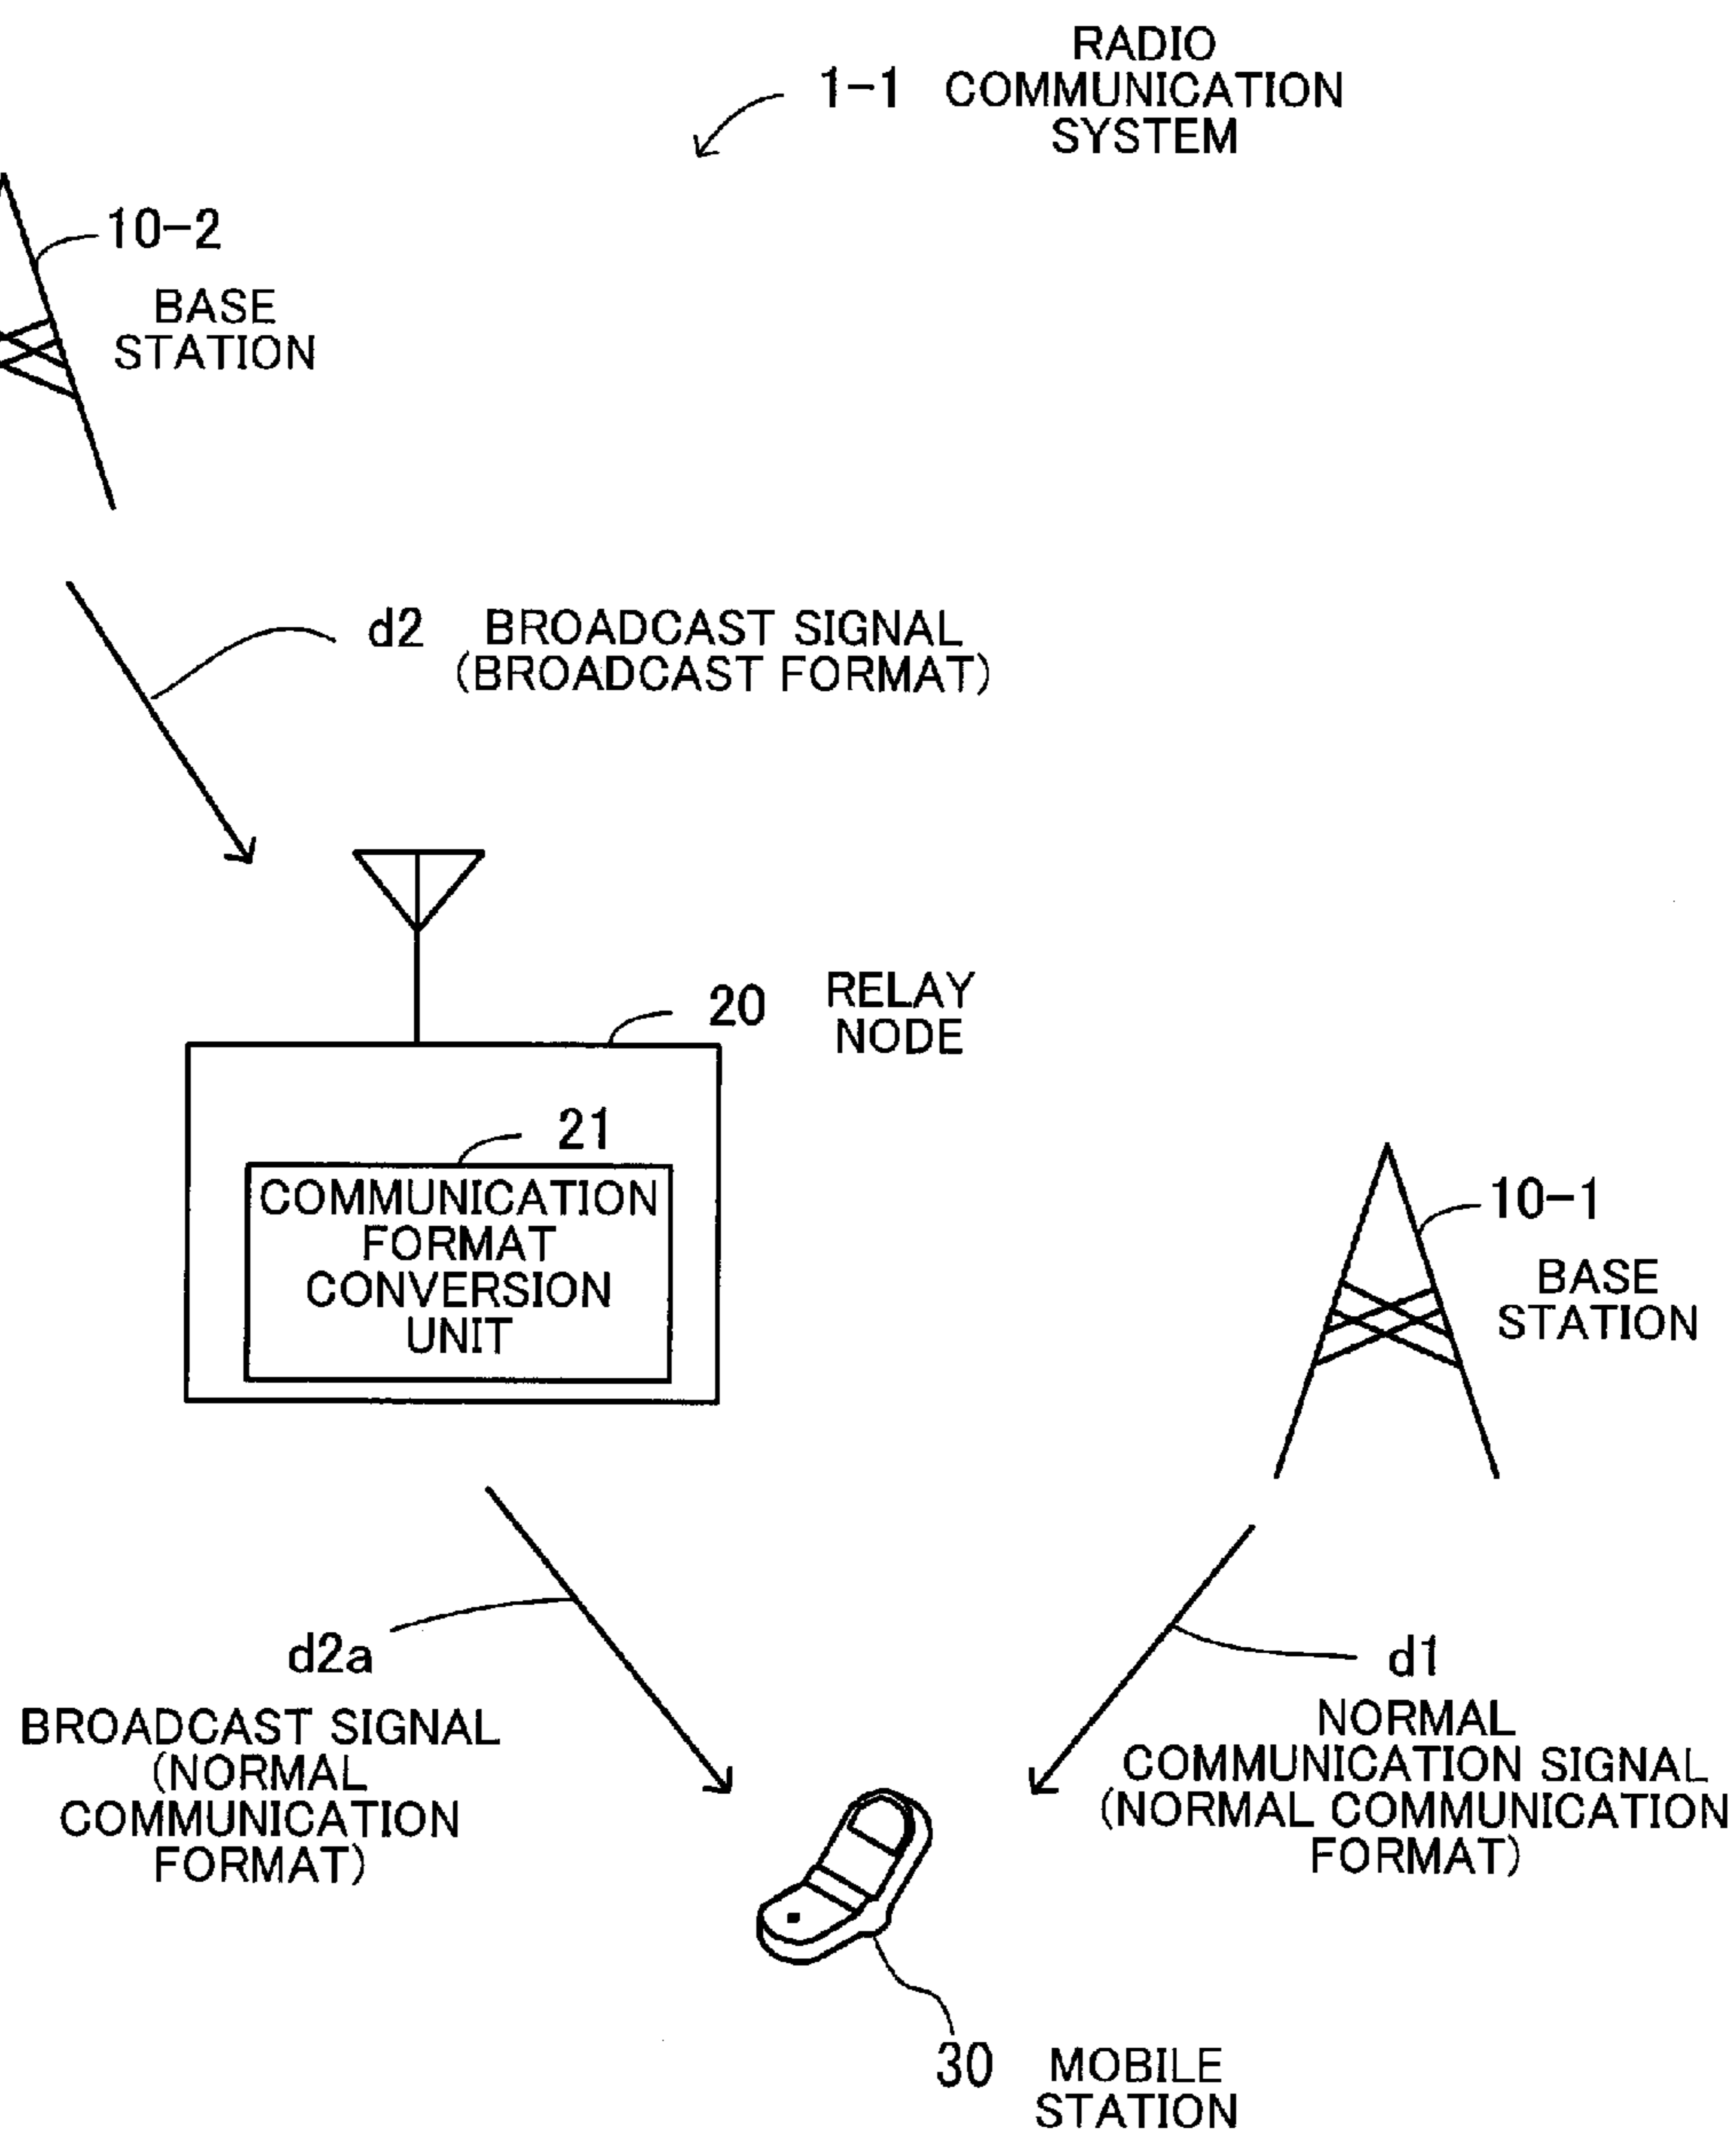 RADIO
1-1 COMMUNICATION
SYSTEM
10-2
BASE
STATION
d2 BROADCAST SIGNAL
(BROADCAST FORMAT)
20 RELAY
NODE
21
COMMUNICATION
FORMAT
CONVERSION
UNIT
10-1
BASE
STATION
d2a
BROADCAST SIGNAL
(NORMAL
COMMUNICATION
FORMAT)
d1
NORMAL
COMMUNICATION SIGNAL
(NORMAL COMMUNICATION
FORMAT)
30 MOBILE
STATION